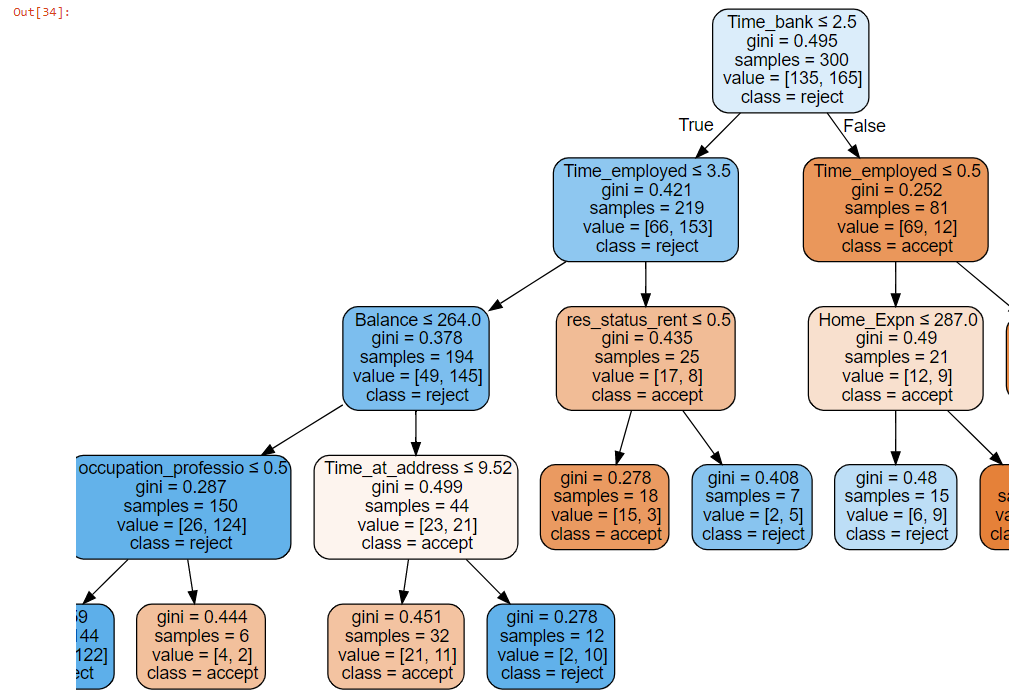 Out[34]:
Time_bank ≤ 2.5
gini = 0.495
samples = 300
value = [135, 165]
class = reject
True
False
Time_employed ≤ 3.5
gini = 0.421
samples = 219
value = [66, 153]
class = reject
Time_employed ≤ 0.5
gini = 0.252
samples = 81
value = [69, 12]
class = accept
Balance ≤ 264.0
gini = 0.378
samples = 194
value = [49, 145]
class = reject
res_status_rent ≤ 0.5
gini = 0.435
samples = 25
value = [17, 8]
class = accept
Home_Expn ≤ 287.0
gini = 0.49
samples = 21
value = [12, 9]
class = accept
occupation_professio ≤ 0.5
gini = 0.287
samples = 150
value = [26, 124]
class = reject
Time_at_address ≤ 9.52
gini = 0.499
samples = 44
value = [23, 21]
class = accept
gini = 0.278
samples = 18
value = [15, 3]
class = accept
gini = 0.408
samples = 7
value = [2, 5]
class = reject
gini = 0.48
samples = 15
value = [6, 9]
class = reject
44
122]
gini = 0.444
samples = 6
value = [4, 2]
class = accept
gini = 0.451
samples = 32
value = [21, 11]
class = accept
gini = 0.278
samples = 12
value = [2, 10]
class = reject